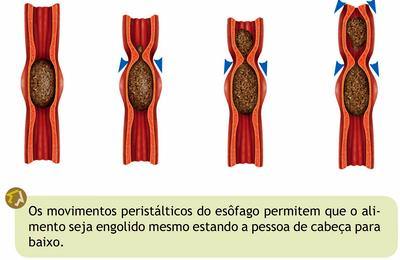 Os movimentos peristálticos do esôfago permitem que o ali-
mento seja engolido mesmo estando a pessoa de cabeça para
baixo.